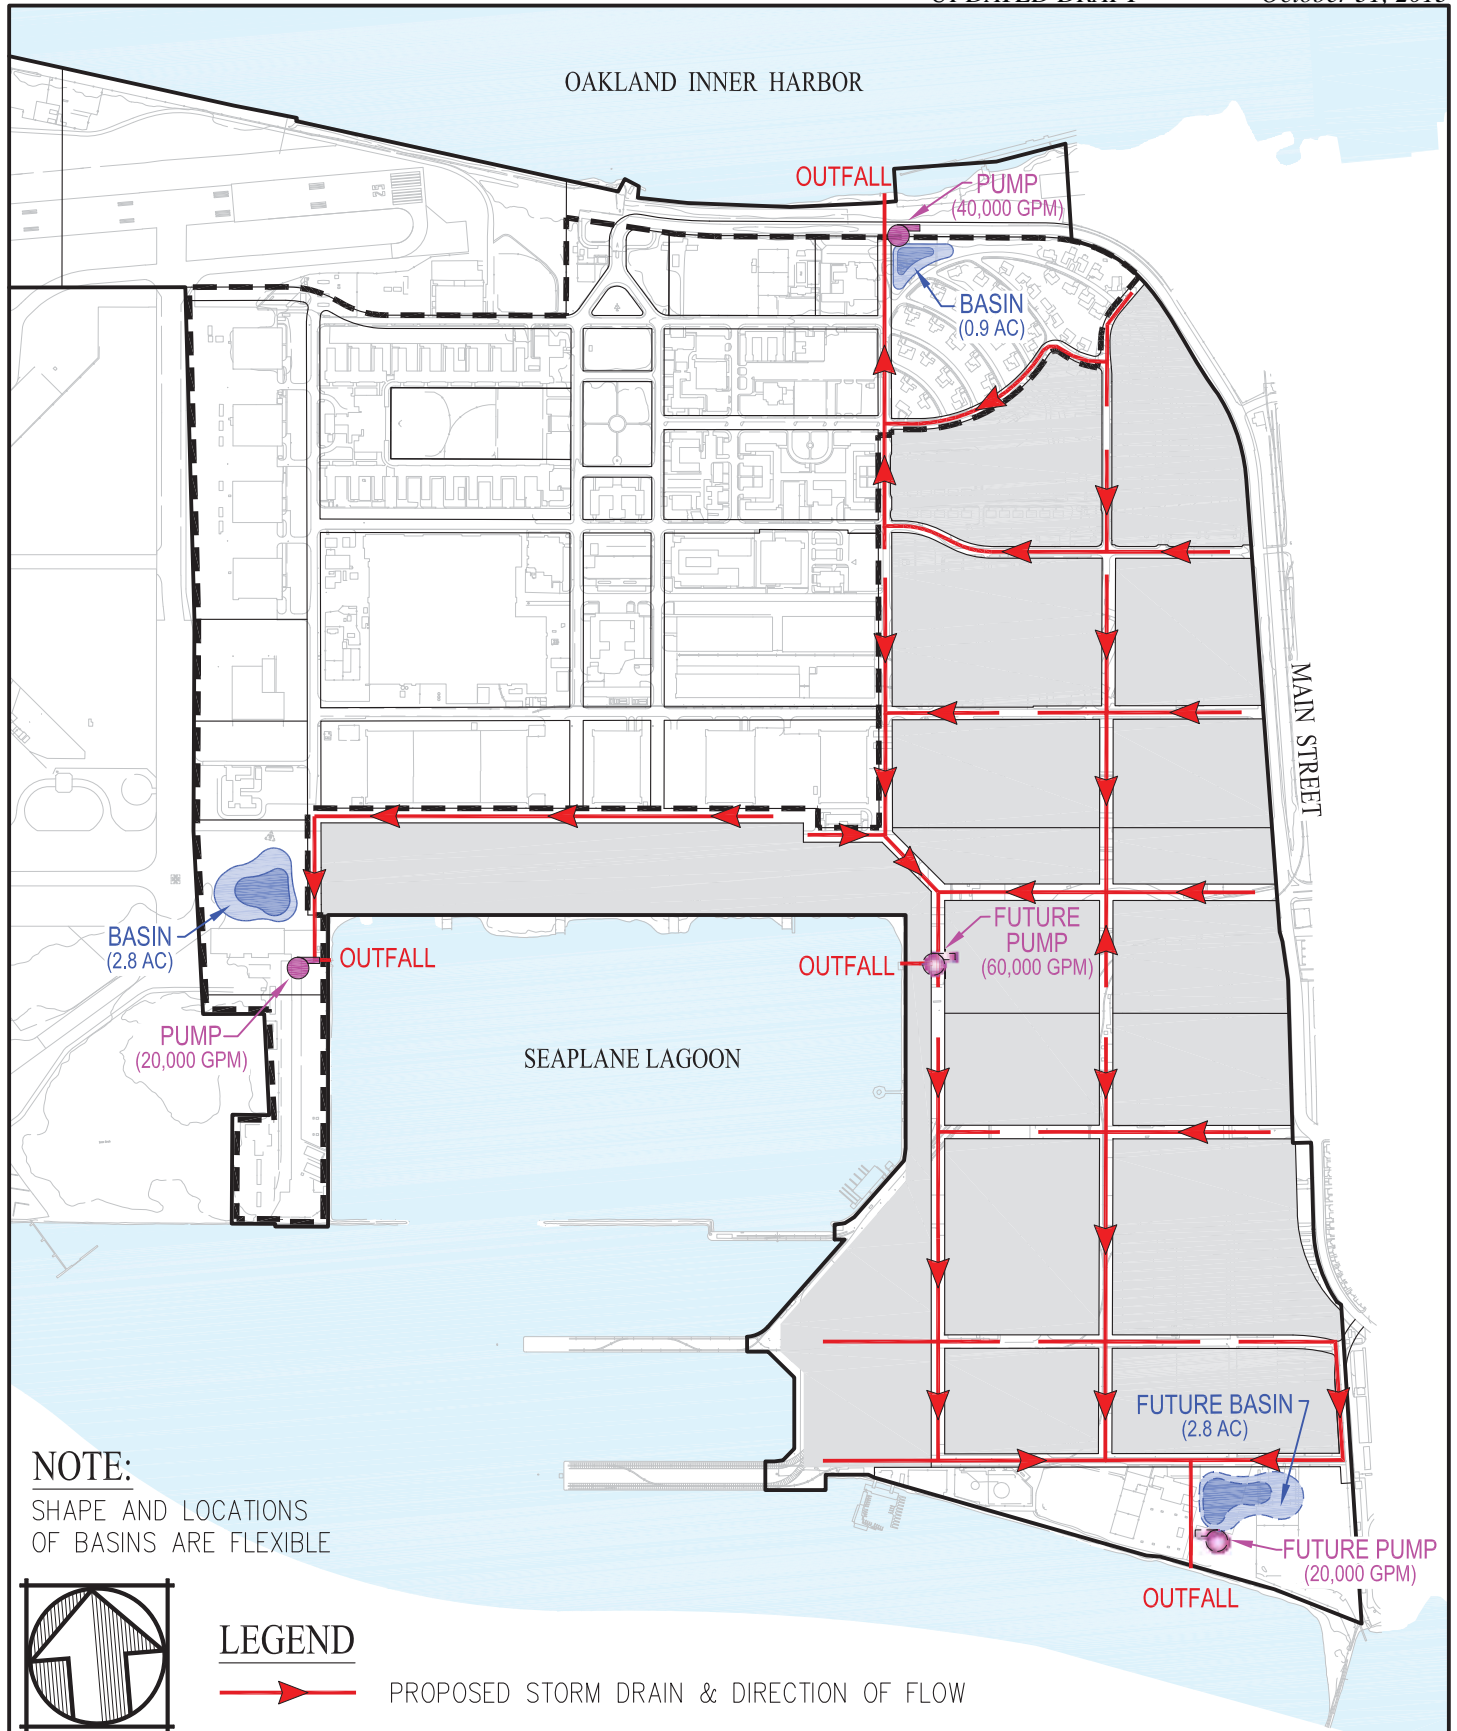 OAKLAND INNER HARBOR
OUTFALL
PUMP
(40,000 GPM)
BASIN
(0.9 AC)
MAIN STREET
BASIN
(2.8 AC)
OUTFALL
PUMP
(20,000 GPM)
OUTFALL
FUTURE
PUMP
(60,000 GPM)
SEAPLANE LAGOON
FUTURE BASIN
(2.8 AC)
FUTURE PUMP
(20,000 GPM)
OUTFALL
NOTE:
SHAPE AND LOCATIONS
OF BASINS ARE FLEXIBLE
LEGEND
PROPOSED STORM DRAIN & DIRECTION OF FLOW